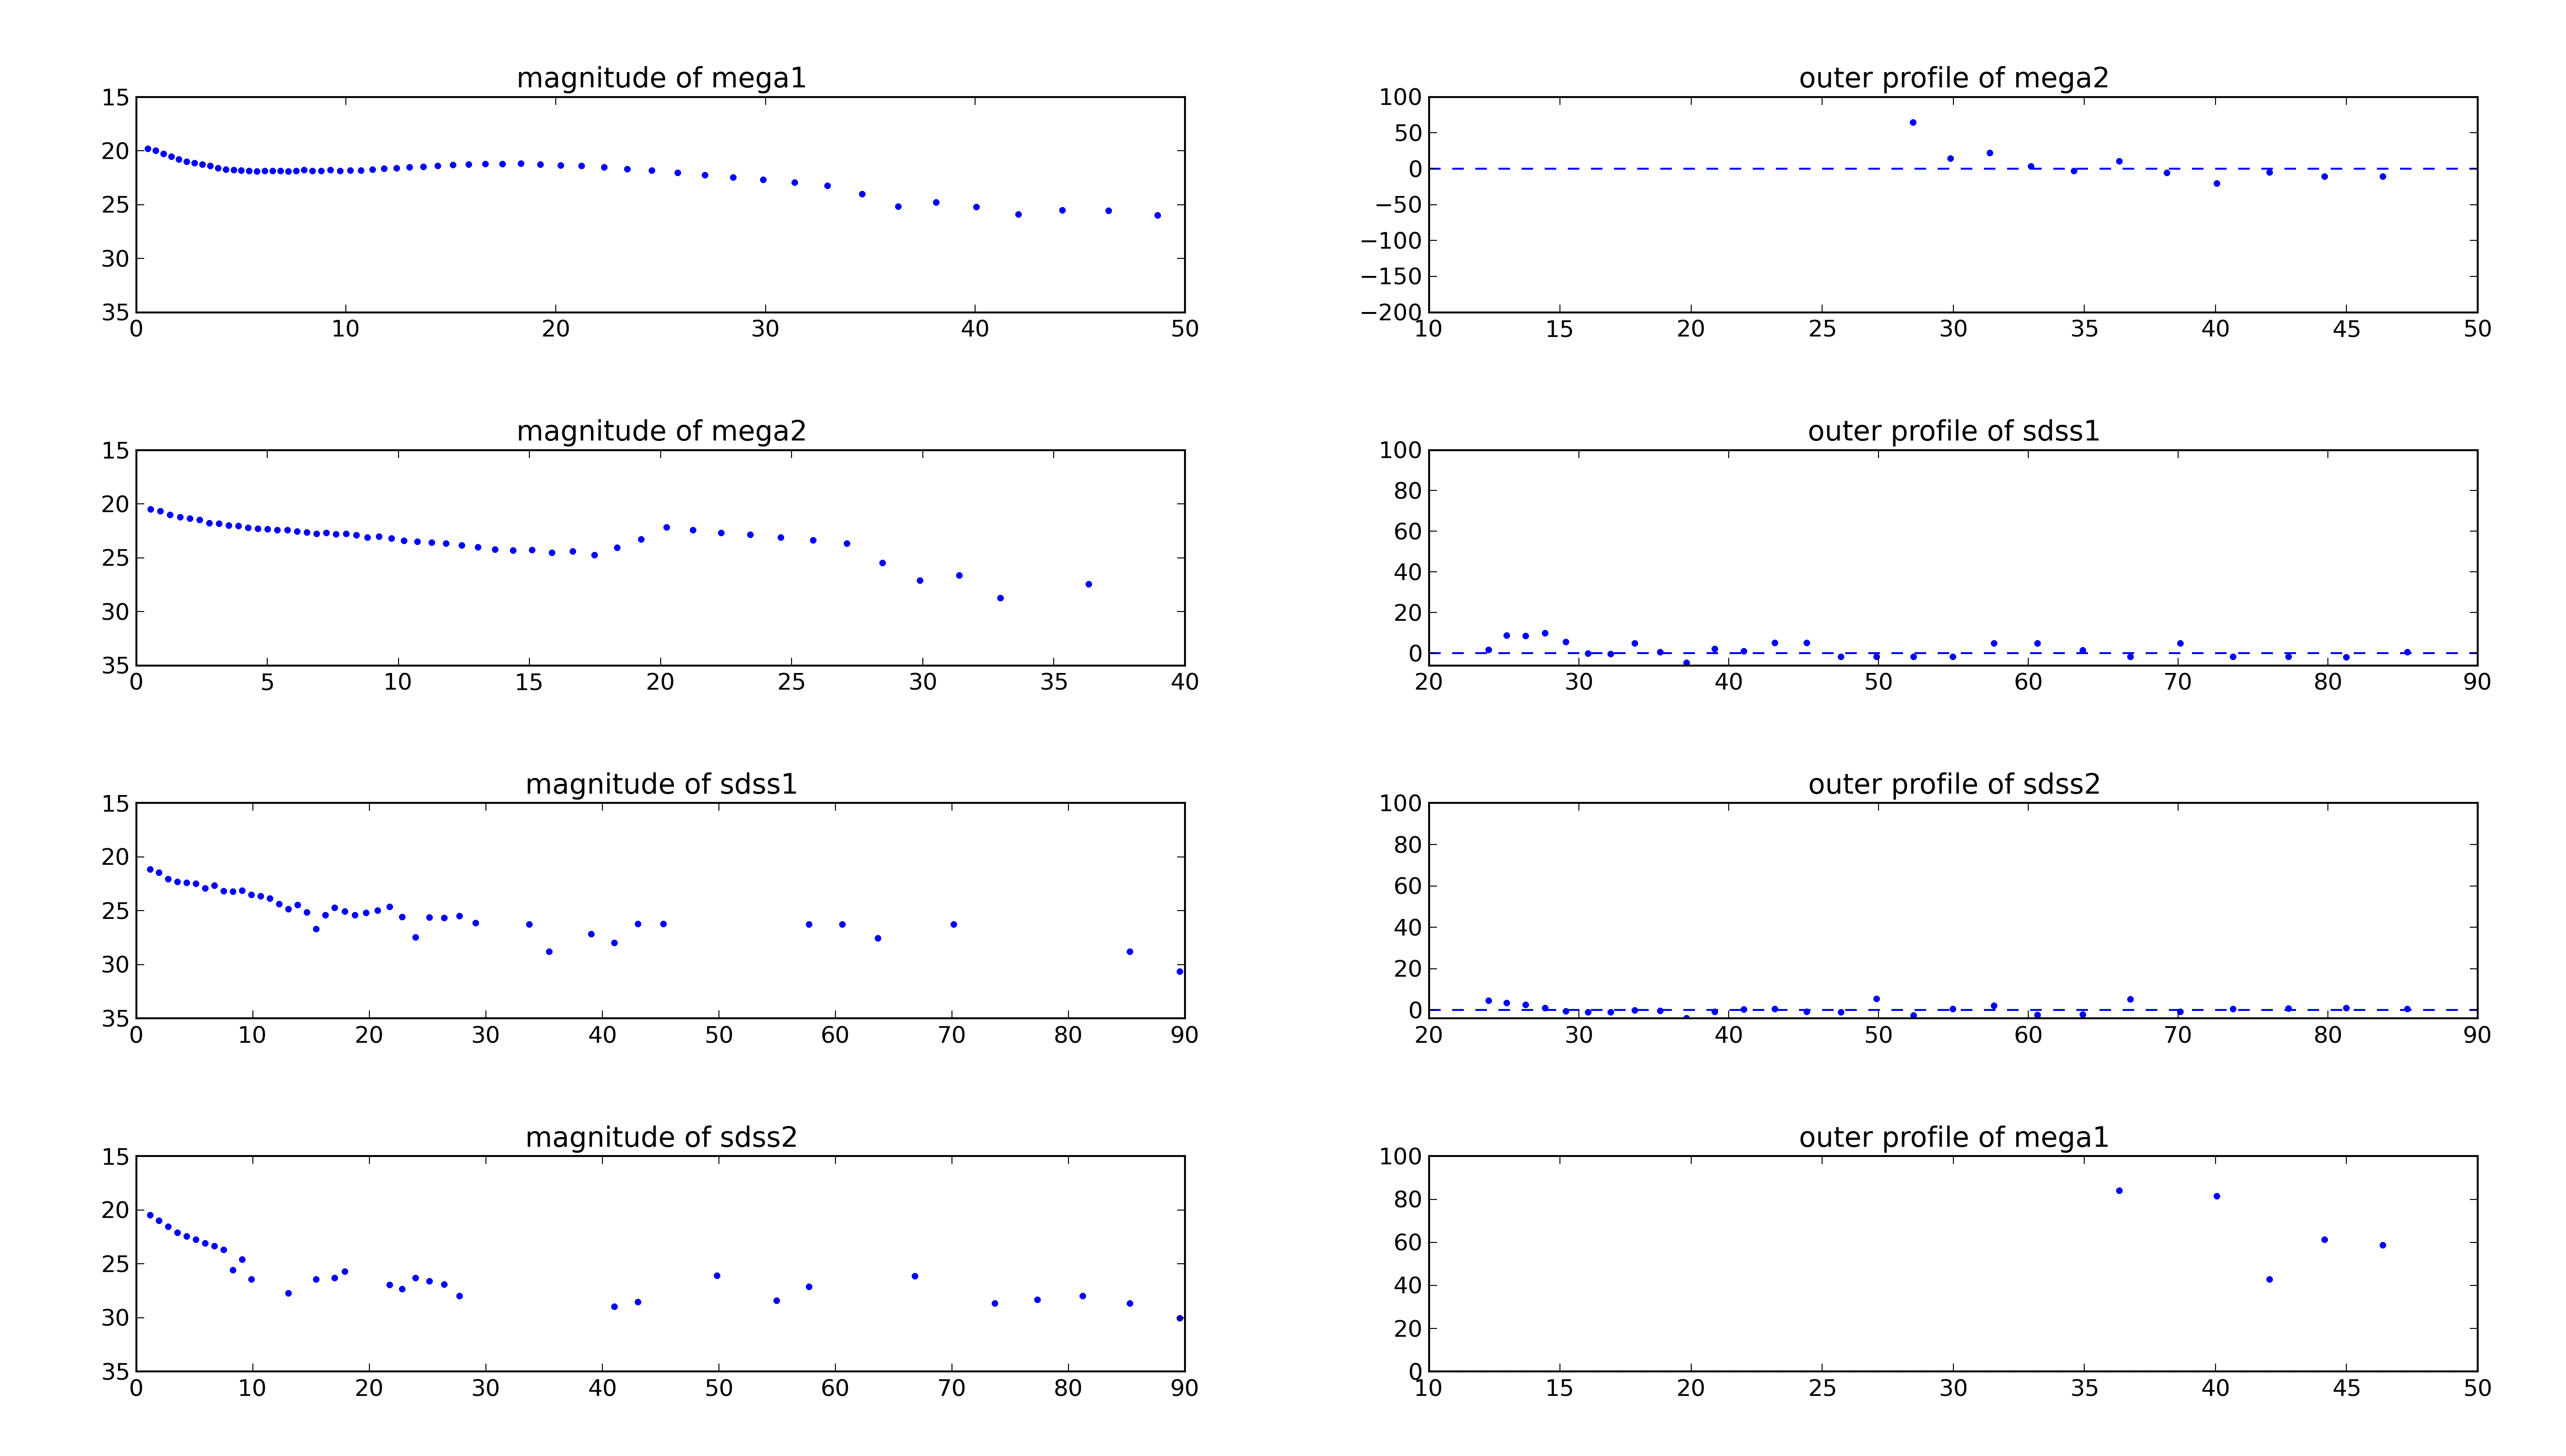 magnitude of mega1
15
20
25
30
35
0 10 20 30 40 50
outer profile of mega2
100
50
0
−50
−100
−150
−200
10 15 20 25 30 35 40 45 50
magnitude of mega2
15
20
25
30
35
0 5 10 15 20 25 30 35 40
outer profile of sdss1
100
80
60
40
20
0
20 30 40 50 60 70 80 90
magnitude of sdss1
15
20
25
30
35
0 10 20 30 40 50 60 70 80 90
outer profile of sdss2
100
80
60
40
20
0
20 30 40 50 60 70 80 90
magnitude of sdss2
15
20
25
30
35
0 10 20 30 40 50 60 70 80 90
outer profile of mega1
100
80
60
40
20
0
10 15 20 25 30 35 40 45 50